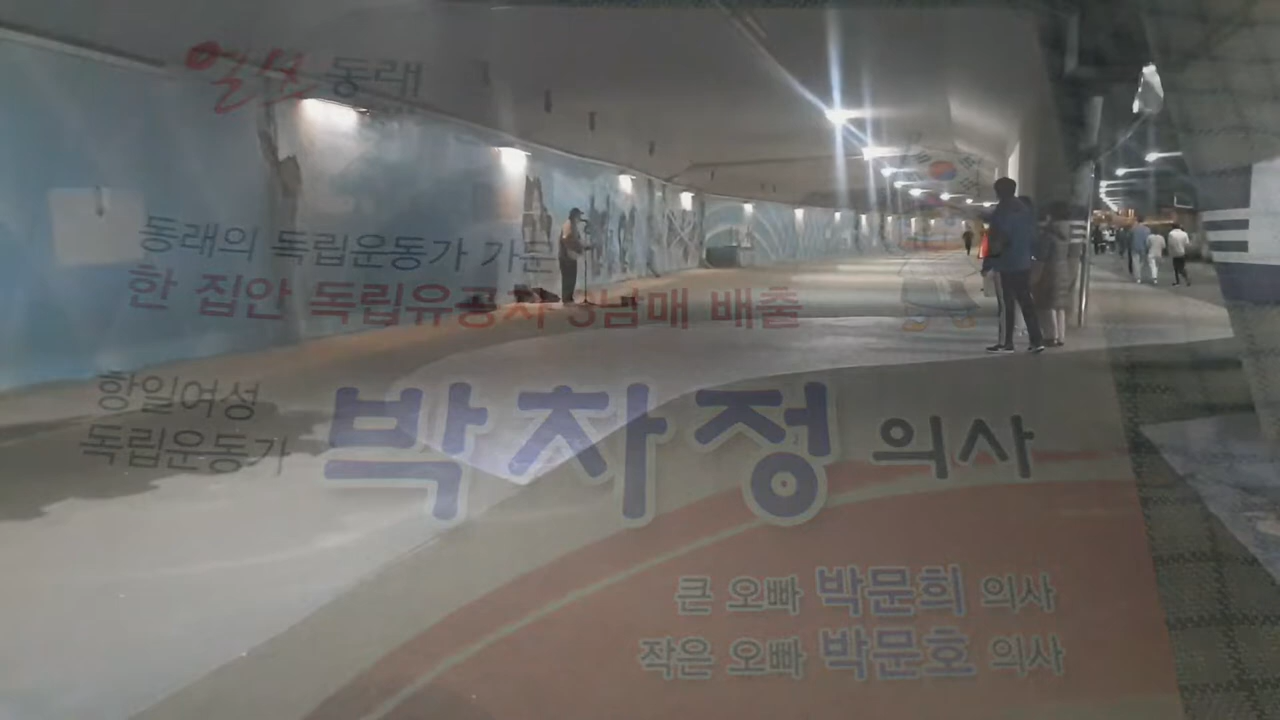 일보 동래
동래의 독립운동가 가문
한 집안 독립유공자 3남매 배출
항일여성
독립운동가
박차정 의사
큰 오빠 박문희 의사
작은 오빠 박문호 의사